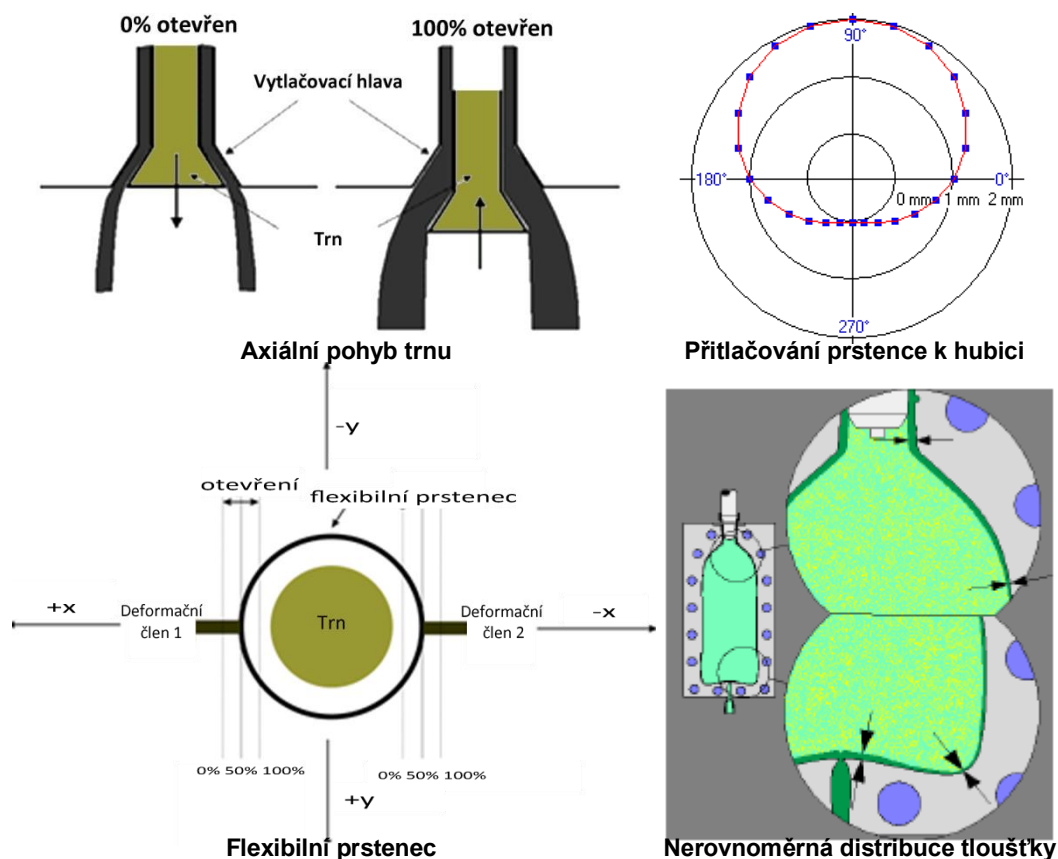 0% otevřen
100% otevřen
Vytlačovací hlava
Trn
Axiální pohyb trnu
90°
180°
0°
0 mm 1 mm 2 mm
270°
Přitlačování prstence k hubici
-y
otevření
flexibilní prstenec
+x
Deformační
člen 1
Trn
Deformační
člen 2
-x
0% 50% 100%
0% 50% 100%
+y
Flexibilní prstenec
Nerovnoměrná distribuce tloušťky